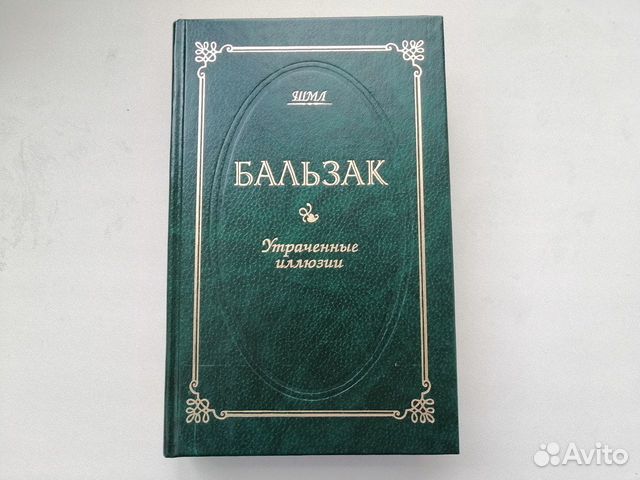 ШМЛ
БАЛЬЗАК
Утраченные
иллюзии
Avito